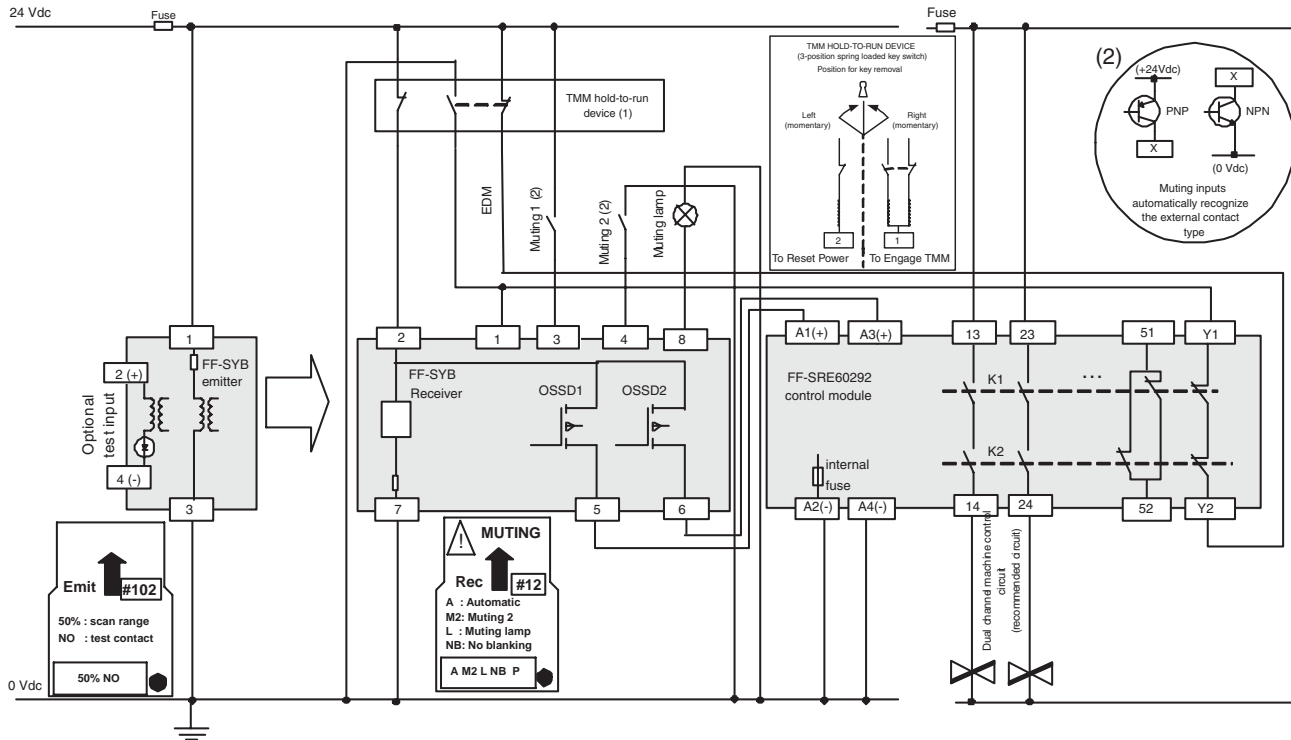 24 Vdc
Fuse
Fuse
TMM HOLD-TO-RUN DEVICE
(3-position spring loaded key switch)
Position for key removal
Left
(momentary)
Right
(momentary)
2
1
To Reset Power
To Engage TMM
(2)
(+24Vdc)
X
PNP
NPN
X
(0 Vdc)
Muting inputs
automatically recognize
the external contact
type
TMM hold-to-run
device (1)
EDM
Muting 1 (2)
Muting 2 (2)
Muting lamp
1
2 (+)
FF-SYB
emitter
Optional
test input
4 (-)
3
2
1
3
4
8
FF-SYB
Receiver
OSSD1
OSSD2
7
5
6
A1(+)
A3(+)
13
23
51
Y1
FF-SRE60292
control module
K1
...
K2
internal
fuse
A2(-)
A4(-)
14
24
52
Y2
Dual channel machine control
circuit
(recommended circuit)
Emit
#102
50% : scan range
NO : test contact
50% NO
! MUTING
Rec
#12
A : Automatic
M2: Muting 2
L : Muting lamp
NB: No blanking
A M2 L NB P
0 Vdc